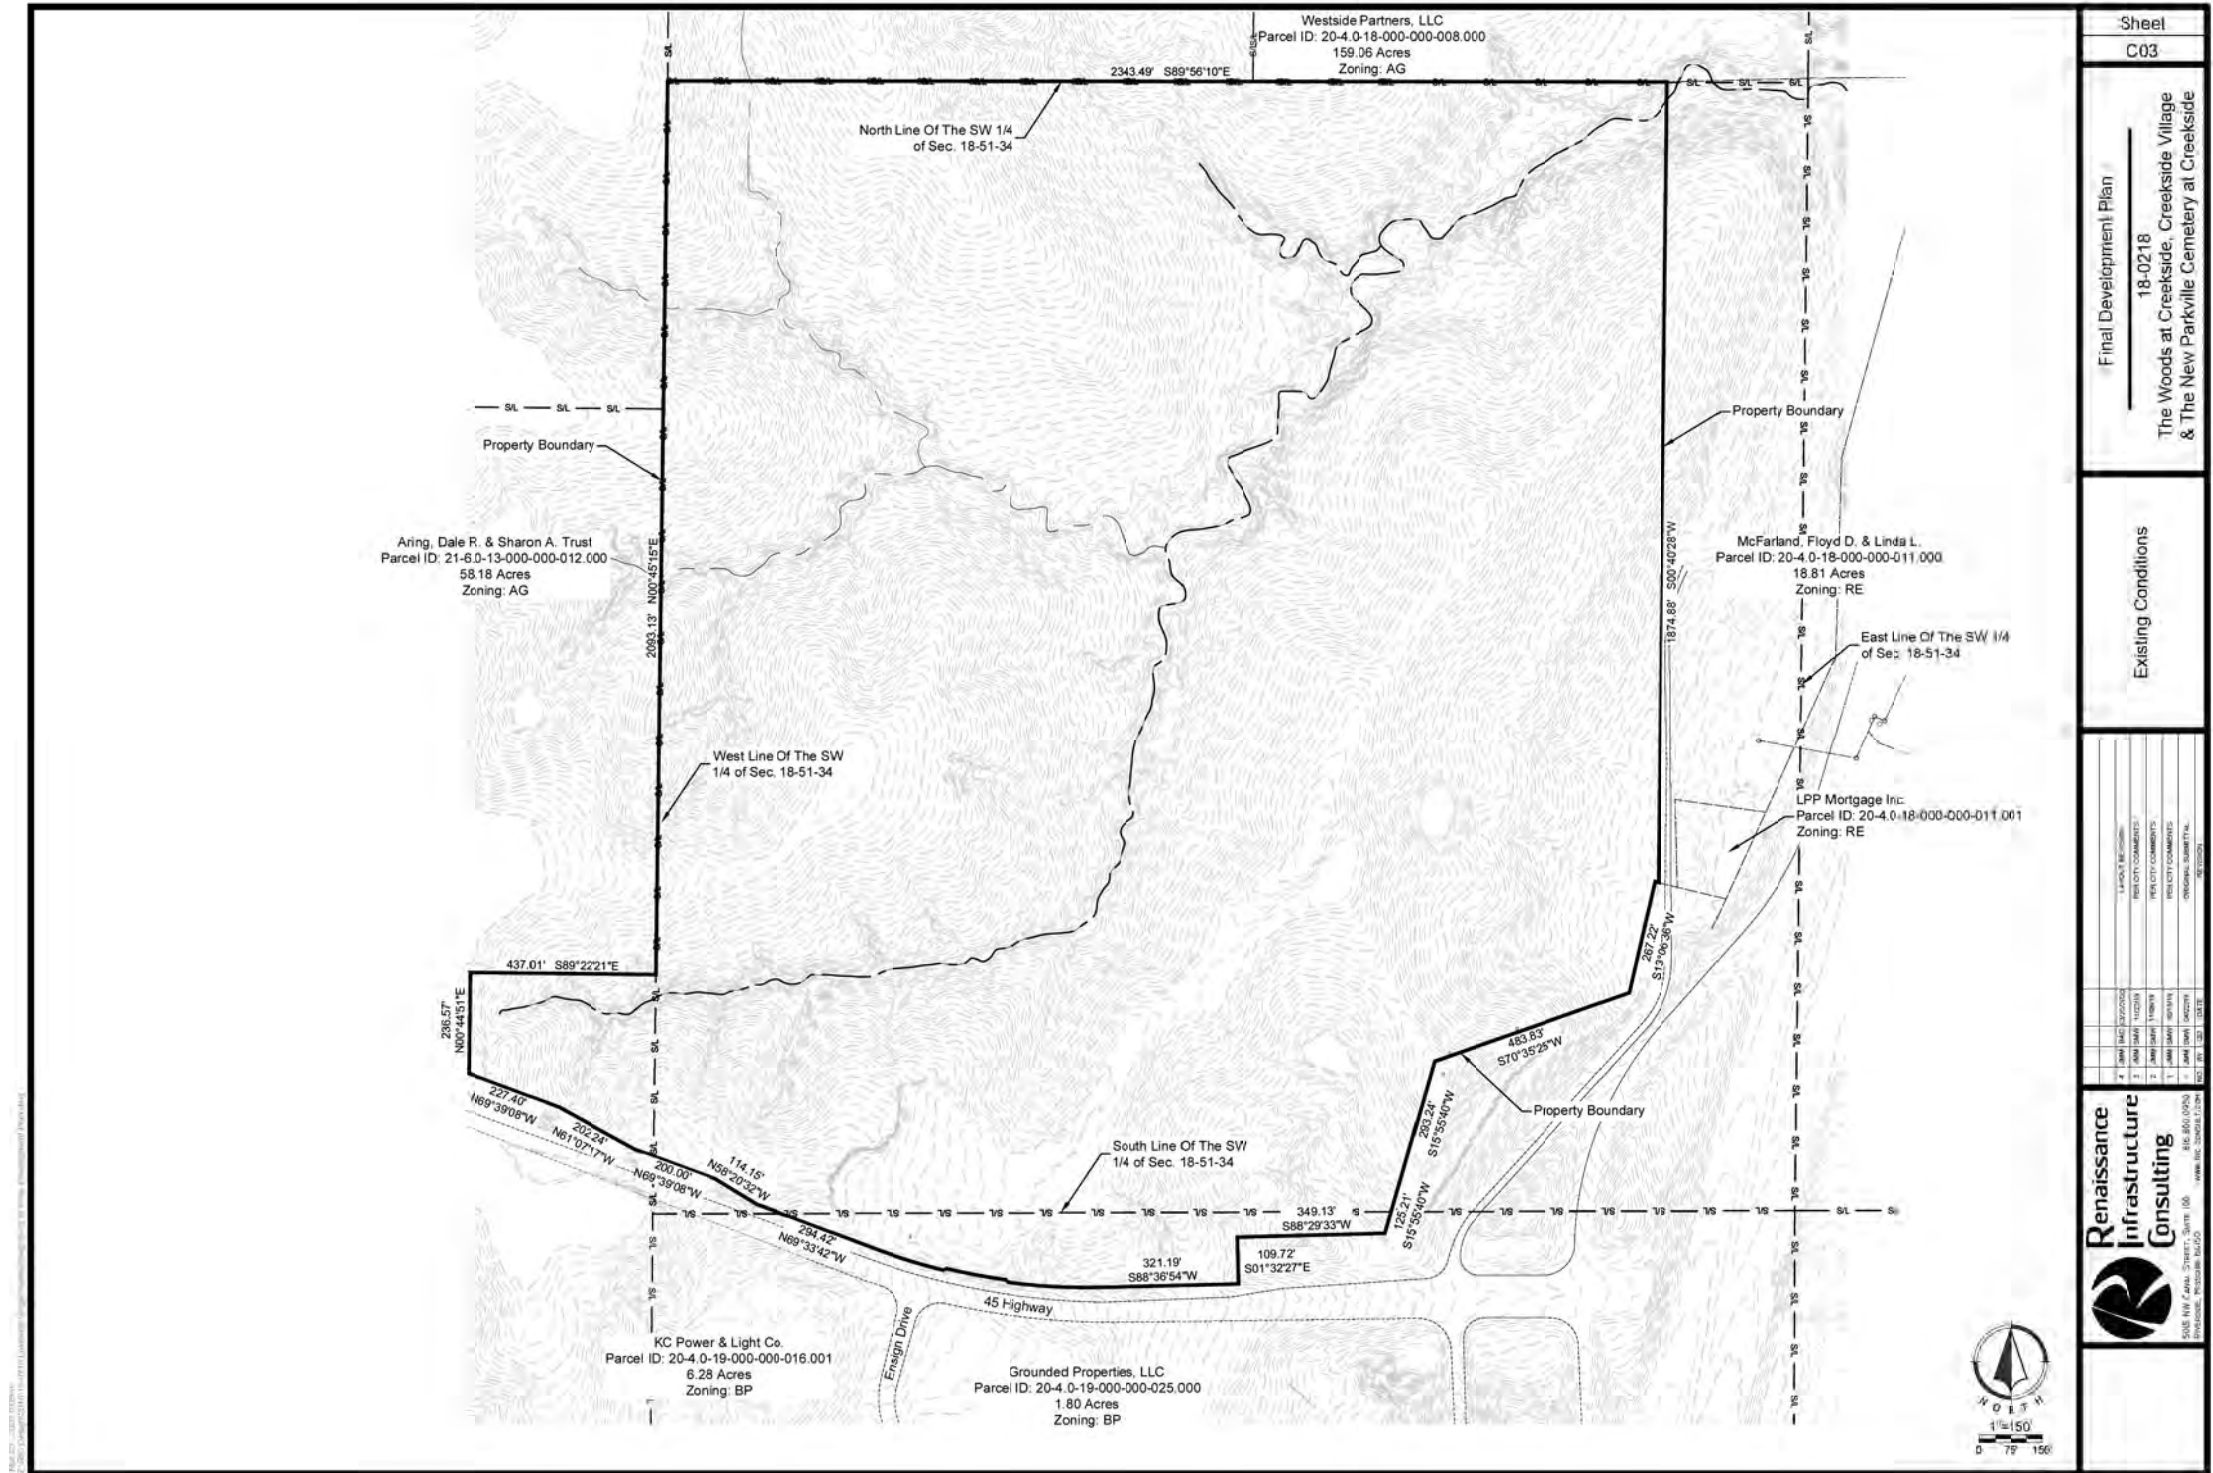 Westside Partners, LLC
Parcel ID: 20-4.0-18-000-000-008.000
159.06 Acres
Zoning: AG
2343.49' S89°56'10"E
North Line Of The SW 1/4
of Sec. 18-51-34
Property Boundary
Property Boundary
Aring, Dale R. & Sharon A. Trust
Parcel ID: 21-6.0-13-000-000-012.000
58.18 Acres
Zoning: AG
2093.13' N00°45'15"E
1874.88' S00°40'28"W
McFarland, Floyd D. & Linda L.
Parcel ID: 20-4.0-18-000-000-011.000
18.81 Acres
Zoning: RE
East Line Of The SW 1/4
of Sec. 18-51-34
West Line Of The SW
1/4 of Sec. 18-51-34
LPP Mortgage Inc.
Parcel ID: 20-4.0-18-000-000-011.001
Zoning: RE
437.01' S89°22'21"E
236.57'
N00°44'51"E
267.22'
S13°06'36"W
483.83'
S70°35'25"W
227.40'
N69°39'08"W
202.24'
N61°07'17"W
200.00'
N69°39'08"W
114.15'
N58°20'32"W
294.42'
N69°33'42"W
South Line Of The SW
1/4 of Sec. 18-51-34
293.24'
S15°55'40"W
Property Boundary
125.21'
S15°55'40"W
349.13'
S88°29'33"W
109.72'
S01°32'27"E
321.19'
S88°36'54"W
45 Highway
Ensign Drive
KC Power & Light Co.
Parcel ID: 20-4.0-19-000-000-016.001
6.28 Acres
Zoning: BP
Grounded Properties, LLC
Parcel ID: 20-4.0-19-000-000-025.000
1.80 Acres
Zoning: BP
NORTH
1"=150'
0 75' 150'
Sheet
C03
Final Development Plan
18-0218
The Woods at Creekside, Creekside Village
& The New Parkville Cemetery at Creekside
Existing Conditions
PER CITY COMMENTS
PER CITY COMMENTS
PER CITY COMMENTS
ORIGINAL SUBMITTAL
REVISION
Renaissance
Infrastructure
Consulting